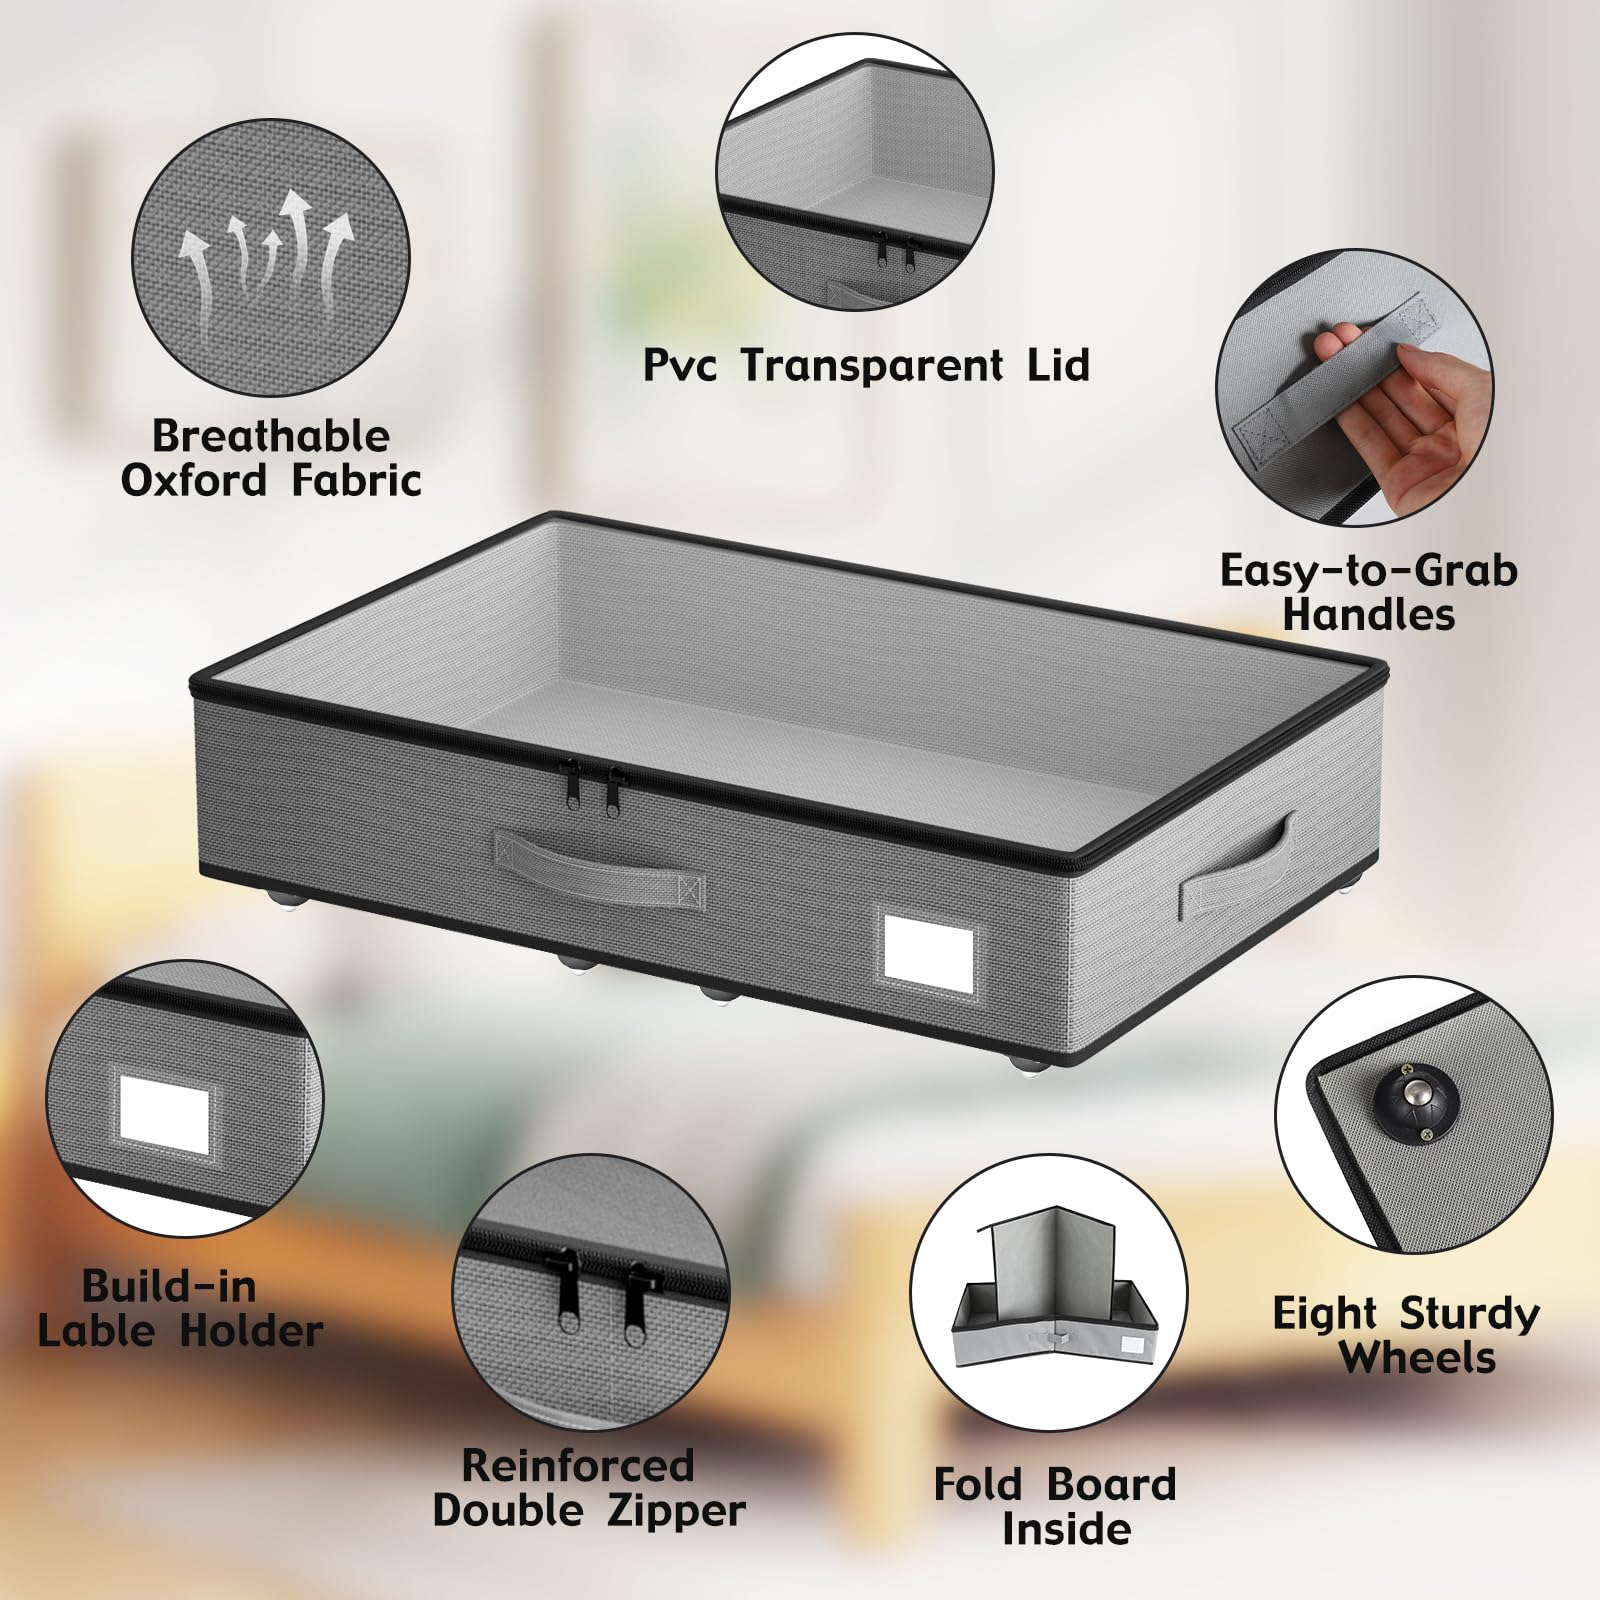 Pvc Transparent Lid
Breathable
Oxford Fabric
Easy-to-Grab
Handles
Build-in
Lable Holder
Eight Sturdy
Wheels
Reinforced
Double Zipper
Fold Board
Inside